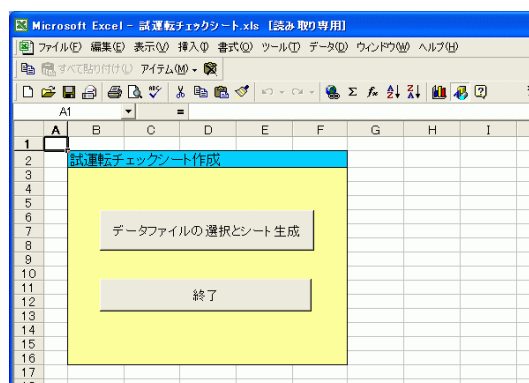 Microsoft Excel - 試運転チェックシート.xls [読み取り専用]
ファイル(F) 編集(E) 表示(V) 挿入(I) 書式(O) ツール(T) データ(D) ウィンドウ(W) ヘルプ(H)
すべて貼り付け(L) アイテム(M)
A1 =
A B C D E F G H I
1
2 試運転チェックシート作成
3
4
5
6
7 データファイルの選択とシート生成
8
9
10
11
12 終了
13
14
15
16
17